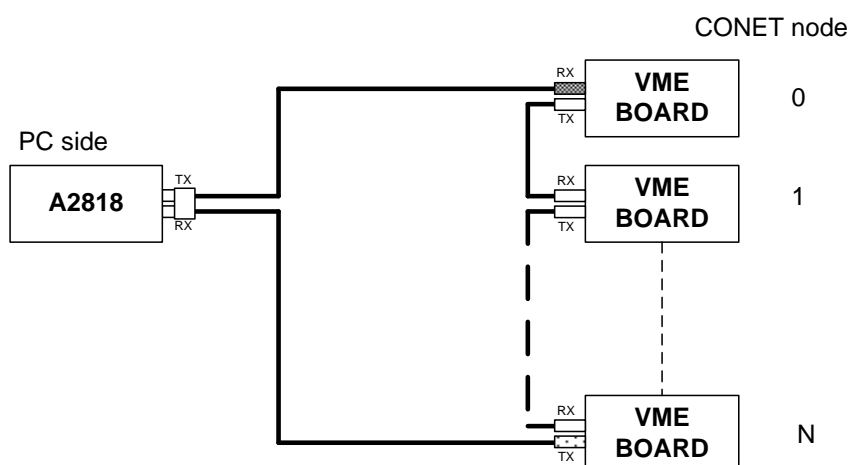 CONET node
RX
VME
BOARD
0
TX
PC side
A2818
TX
RX
RX
VME
BOARD
1
TX
RX
VME
BOARD
N
TX